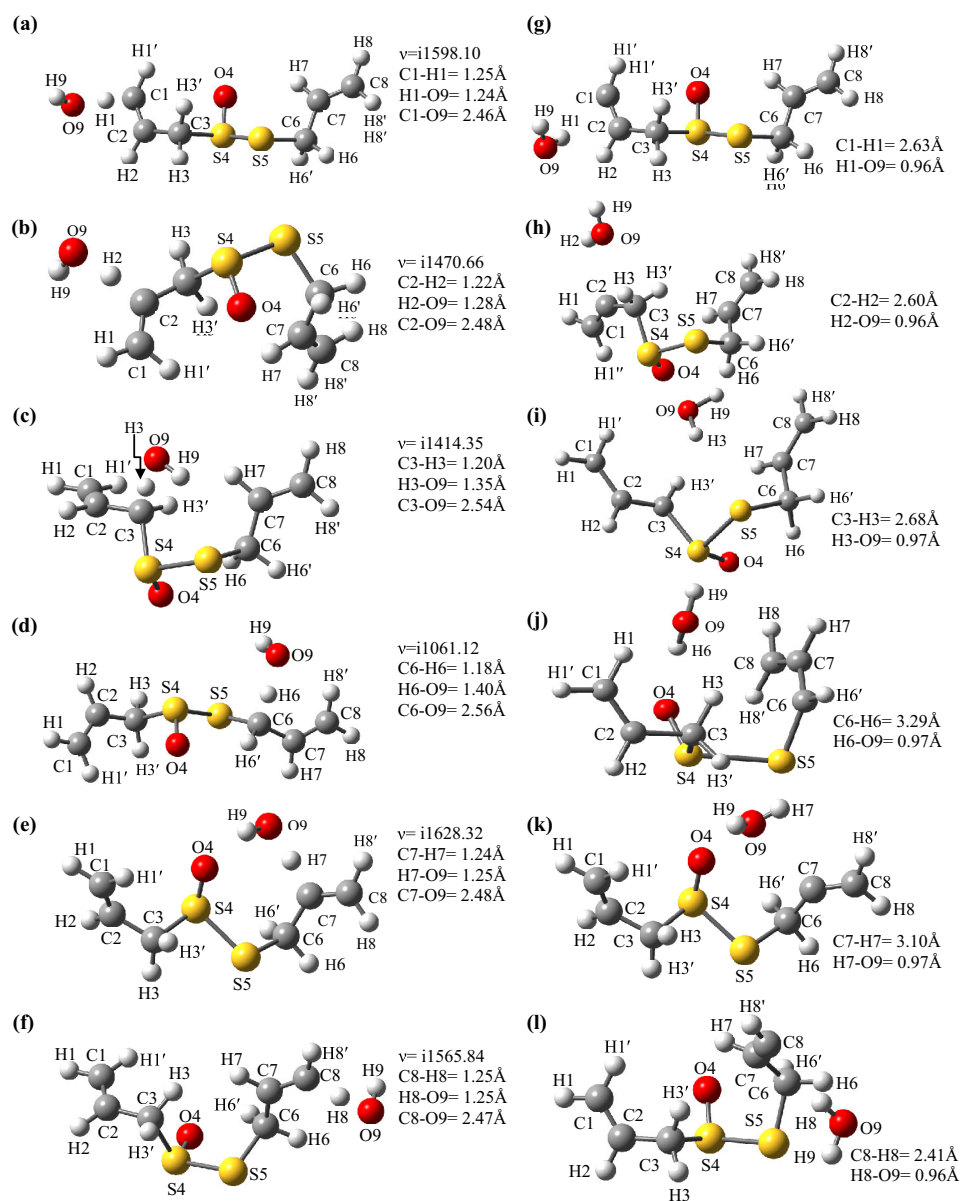 (a)
H1′
H9
O9
H1
C1
C2
H2
H3′
C3
H3
O4
S4
S5
H7
C6
H6′
H6
C7
H8
C8
H8'
H8′
ν=i1598.10
C1-H1= 1.25Å
H1-O9= 1.24Å
C1-O9= 2.46Å
(g)
H1′
H1′
C1
H9
H1
O9
C2
H2
H3′
C3
H3
O4
S4
S5
H7
C6
H6′
H6
C7
H8′
C8
H8
C1-H1= 2.63Å
H1-O9= 0.96Å
(b)
O9
H9
H2
H3
S4
S5
C2
H3′
O4
C6
H6
H6′
C7
H8
H1
C1
H1′
H7
C8
H8'
H8′
ν= i1470.66
C2-H2= 1.22Å
H2-O9= 1.28Å
C2-O9= 2.48Å
(h)
H9
H2
O9
H3
H3′
C2
H1
C3
C1
S4
S5
H1′′
O4
C8
H8′
H8
H7
C7
H6′
C6
H6
C2-H2= 2.60Å
H2-O9= 0.96Å
(c)
H3
O9
H1
C1
H1′
H9
H2
C2
C3
H3′
S4
S5
O4
H7
H8
C8
C7
H8'
C6
H6
H6′
ν= i1414.35
C3-H3= 1.20Å
H3-O9= 1.35Å
C3-O9= 2.54Å
(i)
O9
H9
H3
H1′
C1
H1
C2
H3′
H2
C3
S4
S5
O4
H8′
C8
H8
H7
C7
C6
H6′
H6
C3-H3= 2.68Å
H3-O9= 0.97Å
(d)
H9
O9
H2
H3
C2
S4
S5
H6
H8′
H1
C3
C6
C8
C1
H1′
H3′
O4
H6′
C7
H7
H8
ν=i1061.12
C6-H6= 1.18Å
H6-O9= 1.40Å
C6-O9= 2.56Å
(j)
H9
O9
H6
H1
C1
H1′
O4
H3
C2
C3
H2
S4
H3′
H8
H7
C8
C7
H8′
C6
H6′
S5
C6-H6= 3.29Å
H6-O9= 0.97Å
(e)
H9
O9
H7
H1
C1
H1′
O4
H2
C2
C3
S4
H3′
H3
S5
H6′
C6
H6
C7
H8′
C8
H8
ν= i1628.32
C7-H7= 1.24Å
H7-O9= 1.25Å
C7-O9= 2.48Å
(k)
H9
H7
O9
O4
H1
C1
H1′
C2
H2
C3
H3
H3′
S4
S5
H6′
C6
H6
C7
H8′
C8
H8
C7-H7= 3.10Å
H7-O9= 0.97Å
(f)
H1
C1
H1′
H3
C3
C2
H2
H3′
O4
S4
S5
H7
C7
H8′
C8
H6′
C6
H6
H9
H8
O9
ν= i1565.84
C8-H8= 1.25Å
H8-O9= 1.25Å
C8-O9= 2.47Å
(l)
H1′
H1
C1
C2
H2
C3
H3′
H3
O4
S4
S5
H8'
H7
C8
C7
H6′
C6
H6
H8
O9
H9
C8-H8= 2.41Å
H8-O9= 0.96Å